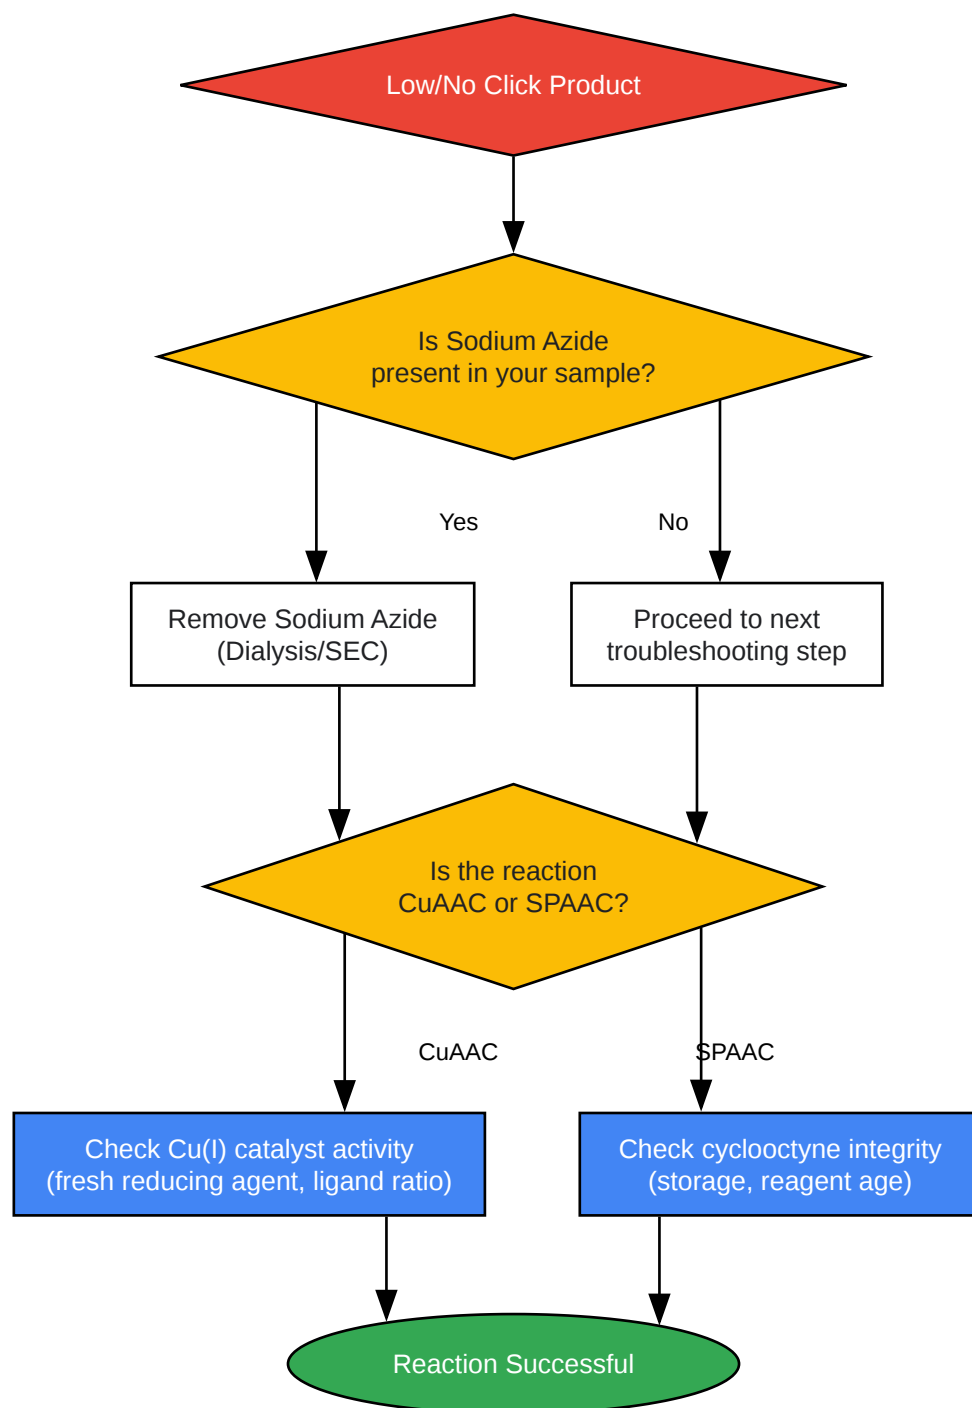 Low/No Click Product
Is Sodium Azide
present in your sample?
Yes
No
Remove Sodium Azide
(Dialysis/SEC)
Proceed to next
troubleshooting step
Is the reaction
CuAAC or SPAAC?
CuAAC
SPAAC
Check Cu(I) catalyst activity
(fresh reducing agent, ligand ratio)
Check cyclooctyne integrity
(storage, reagent age)
Reaction Successful